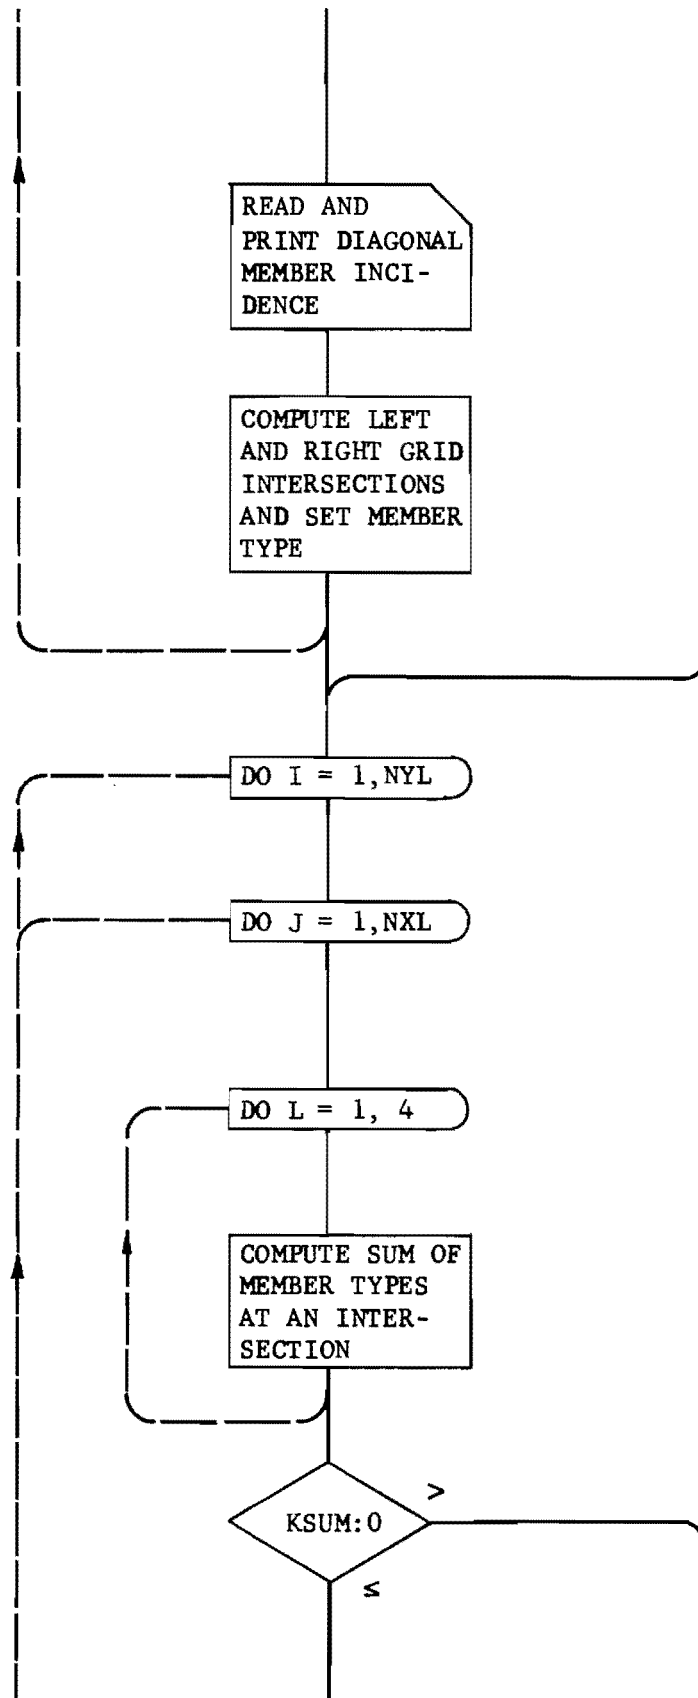 READ AND
PRINT DIAGONAL
MEMBER INCI-
DENCE
COMPUTE LEFT
AND RIGHT GRID
INTERSECTIONS
AND SET MEMBER
TYPE
DO I = 1,NYL
DO J = 1,NXL
DO L = 1, 4
COMPUTE SUM OF
MEMBER TYPES
AT AN INTER-
SECTION
>
KSUM:0
≤